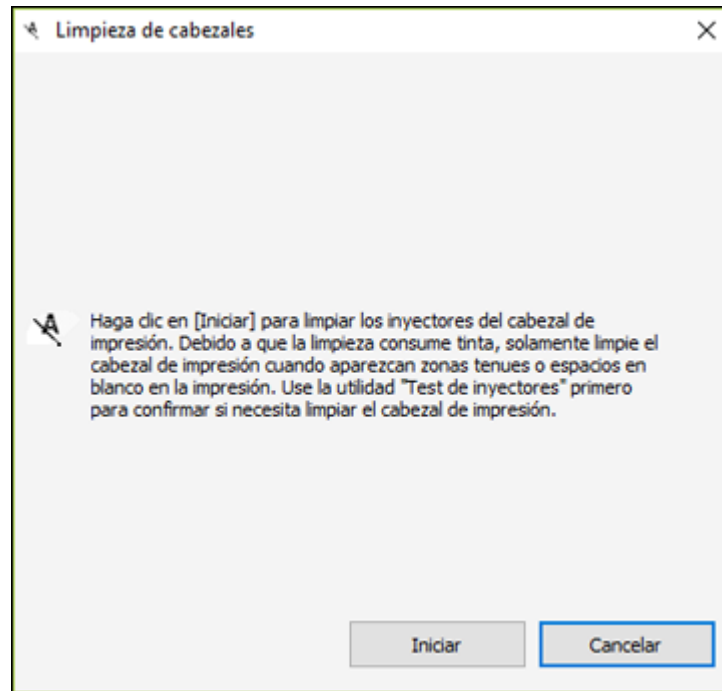 Limpieza de cabezales
Haga clic en [Iniciar] para limpiar los inyectores del cabezal de
impresión. Debido a que la limpieza consume tinta, solamente limpie el
cabezal de impresión cuando aparezcan zonas tenues o espacios en
blanco en la impresión. Use la utilidad "Test de inyectores" primero
para confirmar si necesita limpiar el cabezal de impresión.
Iniciar
Cancelar